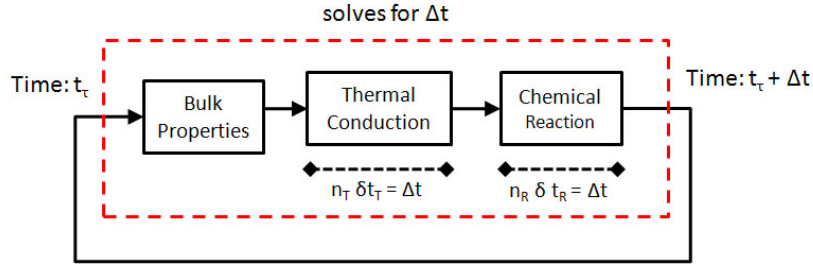 solves for Δt
Time: tτ
Time: tτ + Δt
Bulk
Properties
Thermal
Conduction
Chemical
Reaction
nT δtT = Δt
nR δ tR = Δt